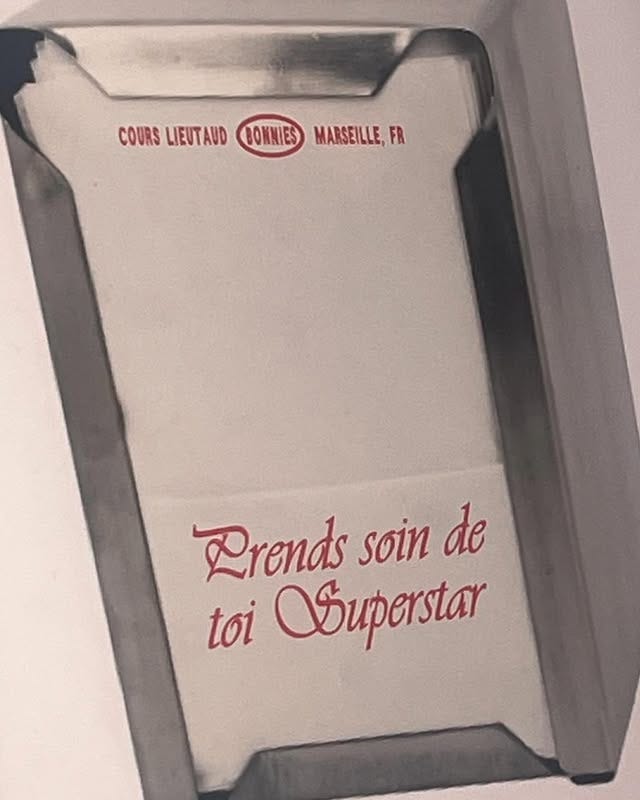 COURS LIEUTAUD BONNIES MARSEILLE, FR
Prends soin de
toi Superstar